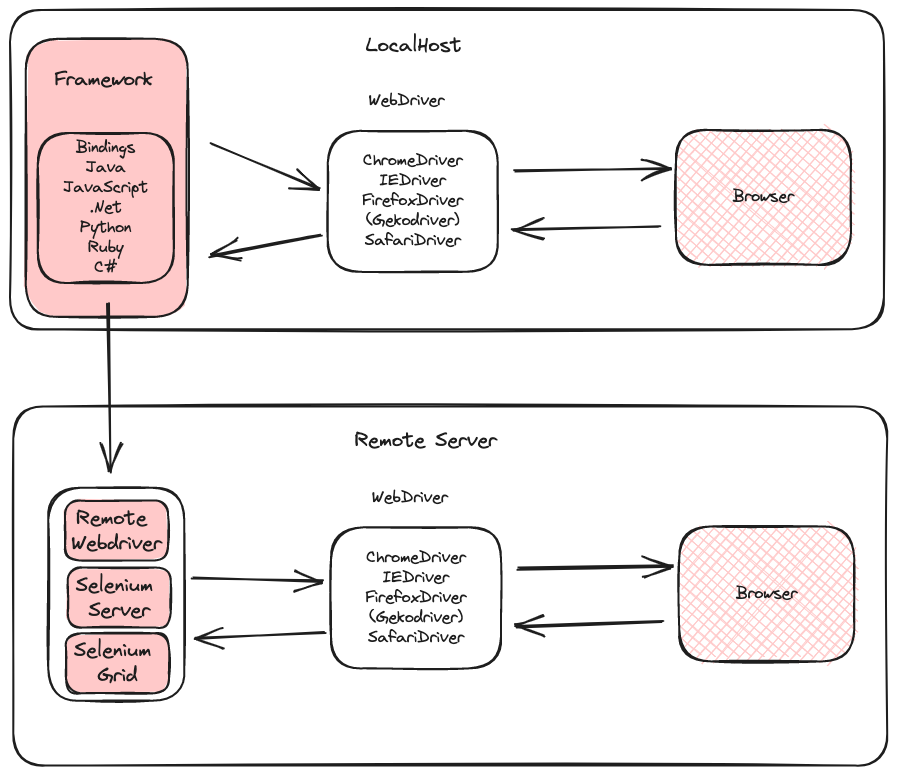 LocalHost
Framework
Bindings
Java
JavaScript
.Net
Python
Ruby
C#
WebDriver
ChromeDriver
IEDriver
FirefoxDriver
(Gekodriver)
SafariDriver
Browser
Remote Server
Remote
Webdriver
Selenium
Server
Selenium
Grid
WebDriver
ChromeDriver
IEDriver
FirefoxDriver
(Gekodriver)
SafariDriver
Browser